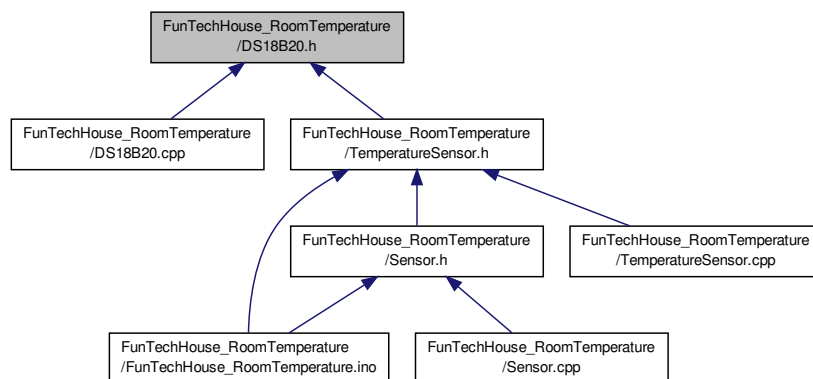 FunTechHouse_RoomTemperature
/DS18B20.h
FunTechHouse_RoomTemperature
/DS18B20.cpp
FunTechHouse_RoomTemperature
/TemperatureSensor.h
FunTechHouse_RoomTemperature
/Sensor.h
FunTechHouse_RoomTemperature
/TemperatureSensor.cpp
FunTechHouse_RoomTemperature
/FunTechHouse_RoomTemperature.ino
FunTechHouse_RoomTemperature
/Sensor.cpp